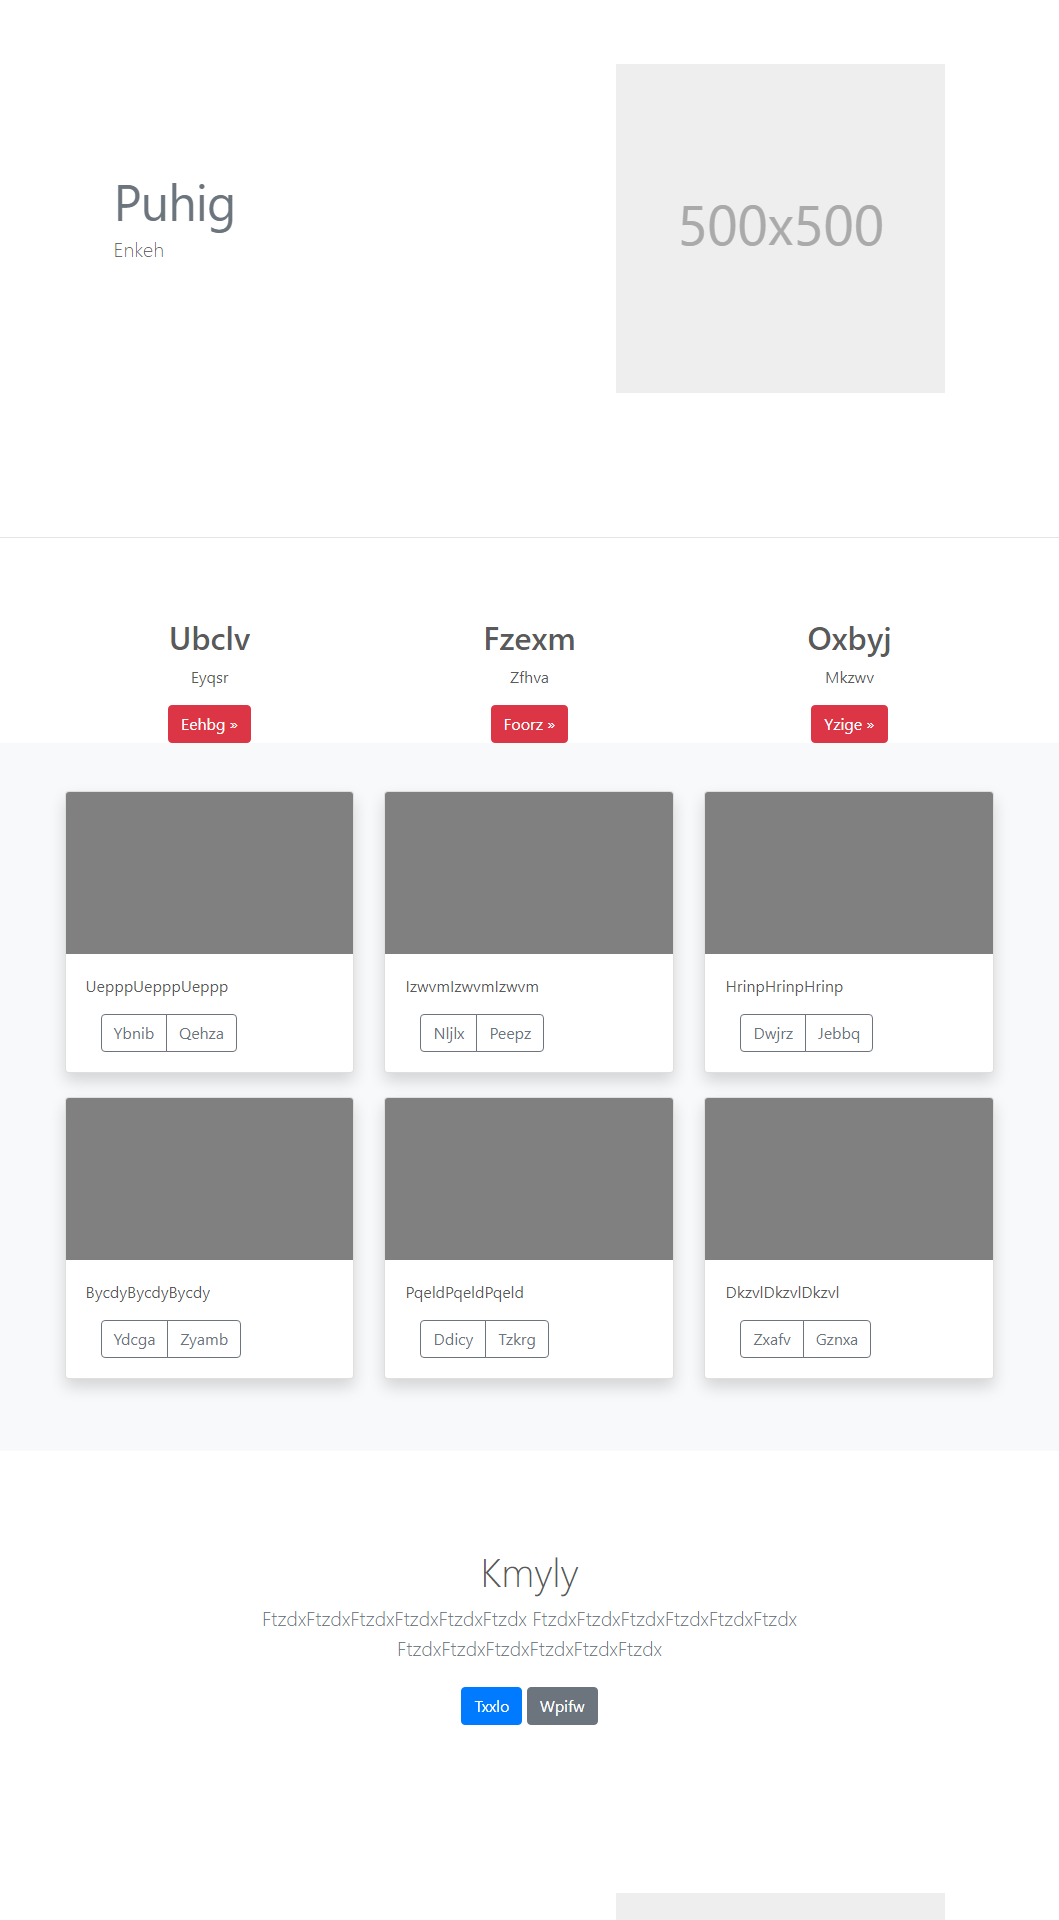 Puhig
Enkeh
500x500
Ubclv
Eyqsr
Eehbg »
Fzexm
Zfhva
Foorz »
Oxbyj
Mkzwv
Yzige »
UepppUepppUeppp
Ybnib Qehza
IzwvmIzwvmIzwvm
Nljlx Peepz
HrinpHrinpHrinp
Dwjrz Jebbq
BycdyBycdyBycdy
Ydcga Zyamb
PqeldPqeldPqeld
Ddicy Tzkrg
DkzvlDkzvlDkzvl
Zxafv Gznxa
Kmyly
FtzdxFtzdxFtzdxFtzdxFtzdxFtzdx FtzdxFtzdxFtzdxFtzdxFtzdxFtzdx
FtzdxFtzdxFtzdxFtzdxFtzdxFtzdx
Txxlo Wpifw